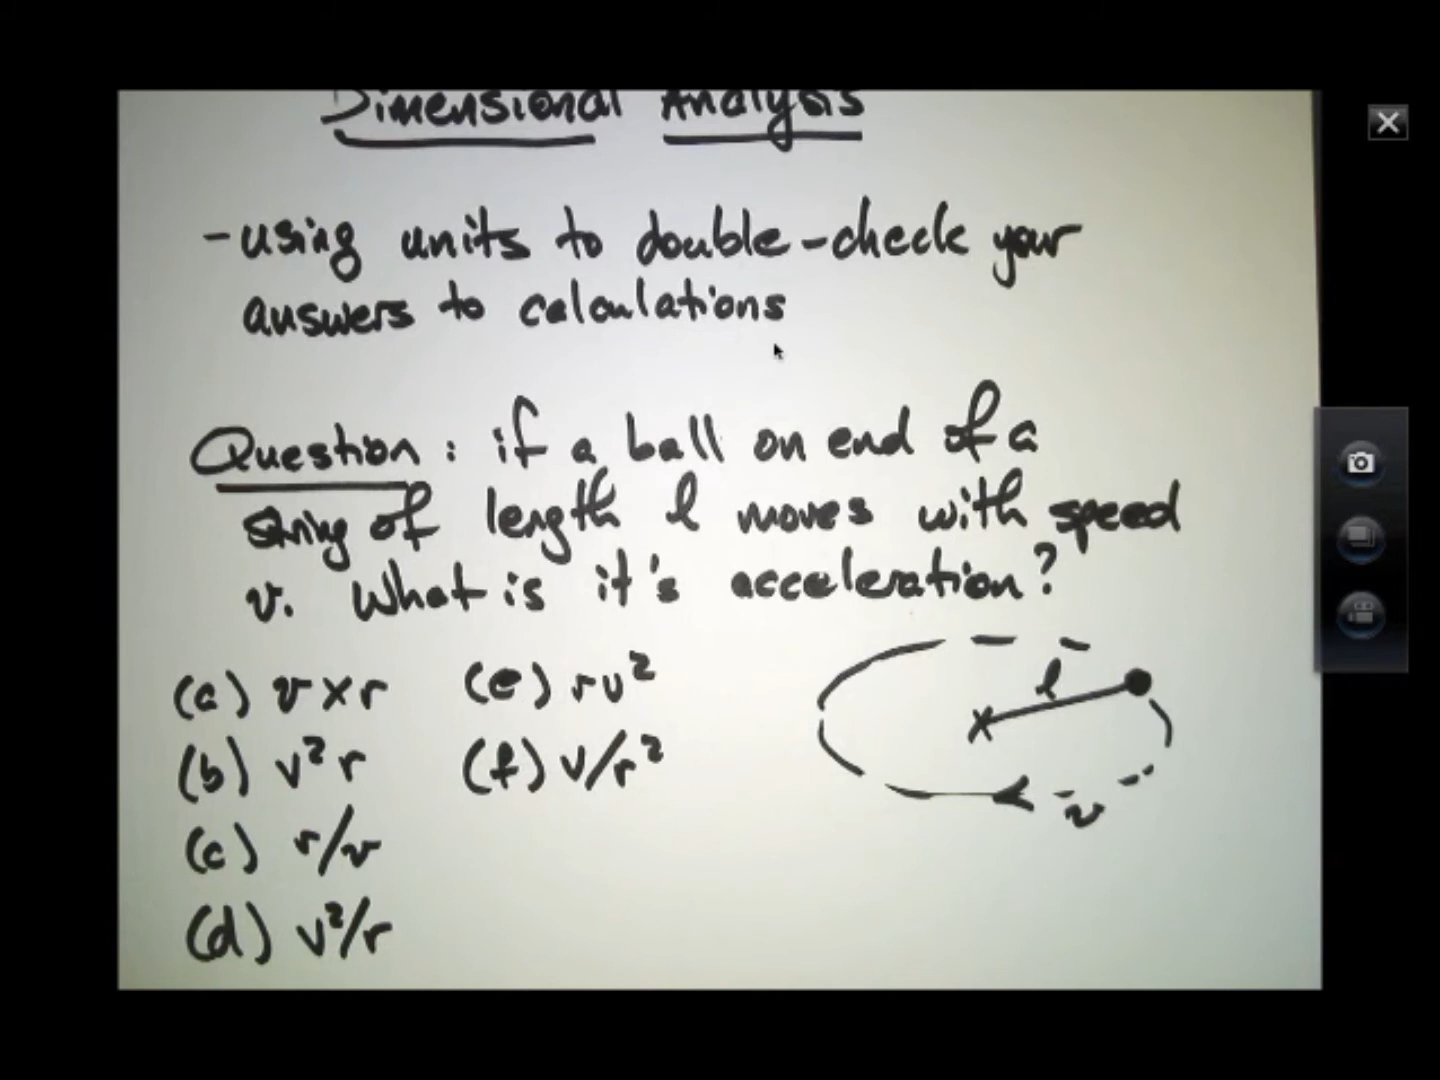 Dimensional Analysis
- using units to double-check your
answers to calculations
Question: if a ball on end of a
string of length l moves with speed
v. What is it's acceleration?
(a) v x r (e) rv²
(b) v² r (f) v/r²
(c) r/v
(d) v²/r
l
v